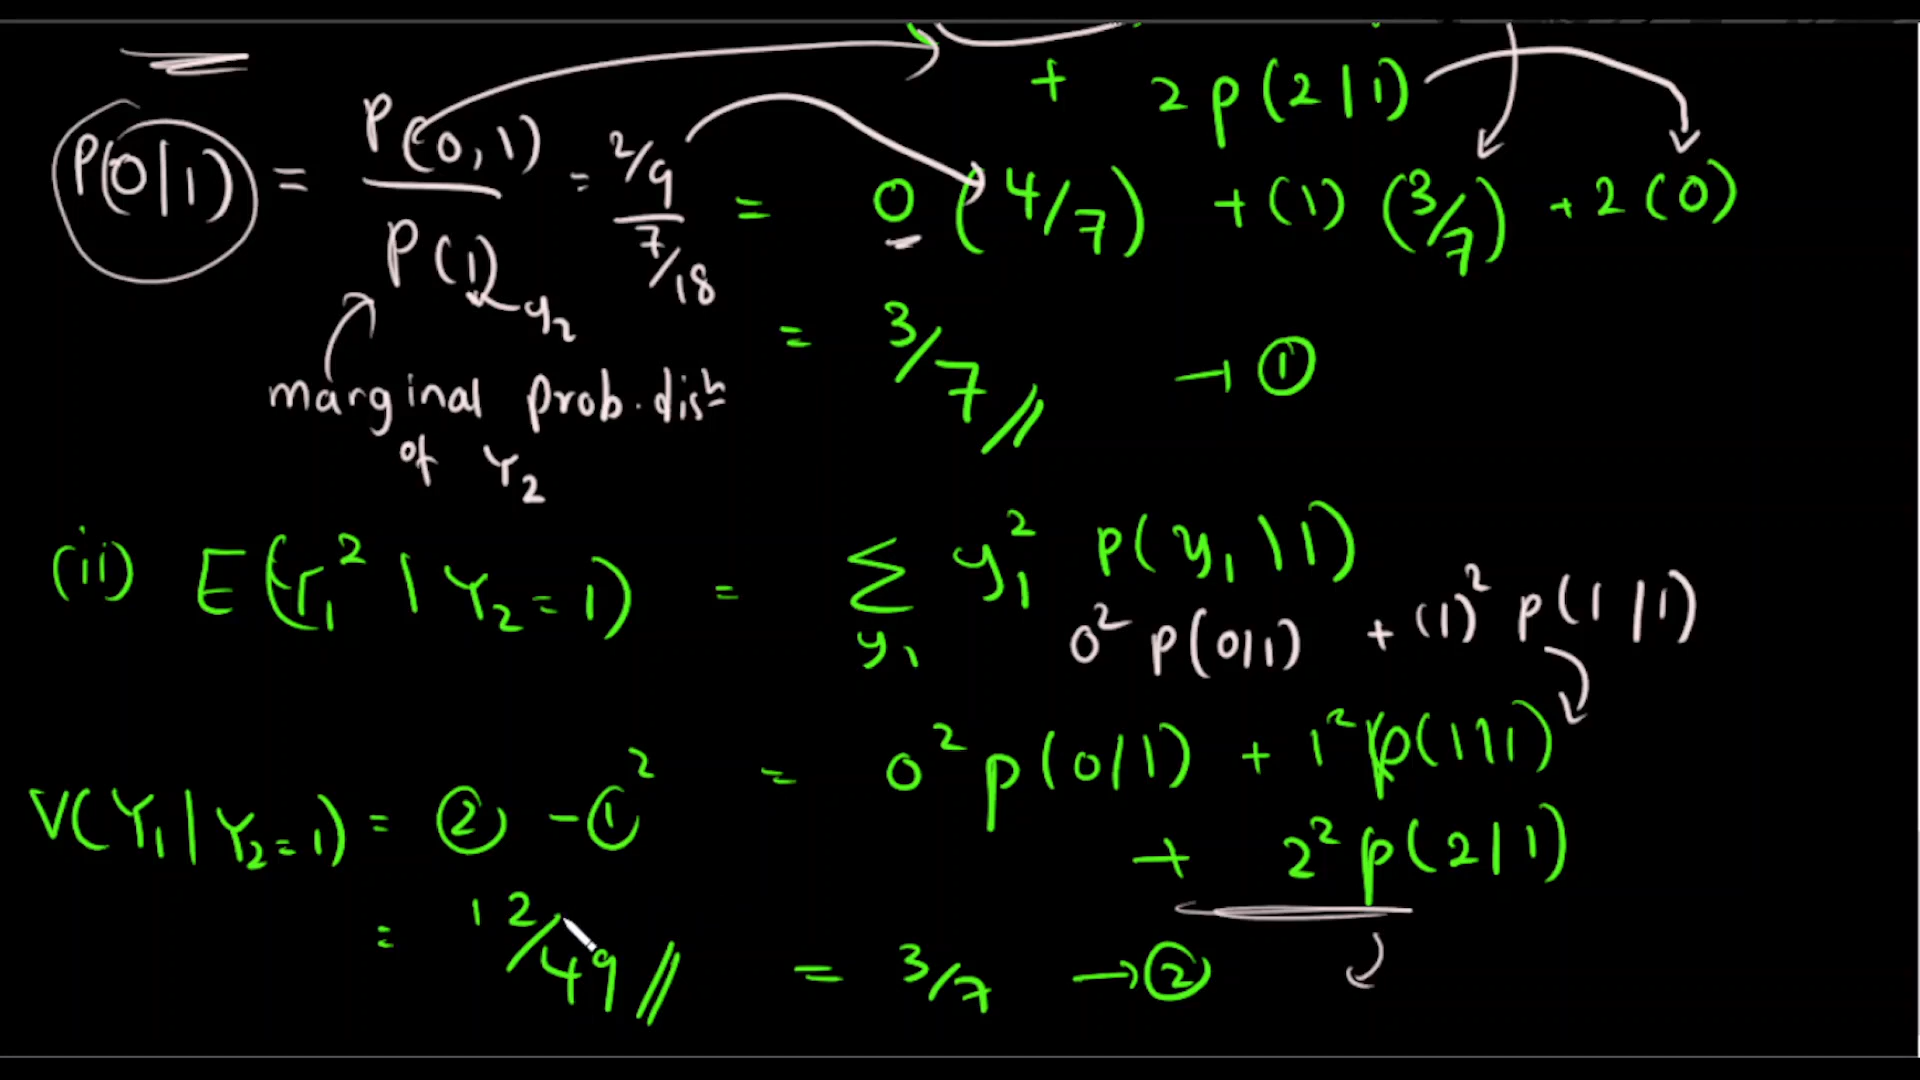 + 2 p(2|1)
P(0|1) = P(0,1) / P(1) = 2/9 / 7/18 = 0 (4/7) + (1) (3/7) + 2(0)
y₂
= 3/7 // → ①
marginal prob. distⁿ
of Y₂
(ii) E(Y₁² | Y₂ = 1) = Σ y₁² p(y₁ | 1)
y₁
0² p(0|1) + (1)² p(1|1)
= 0² p(0|1) + 1² p(1|1)
V(Y₁ | Y₂ = 1) = ② - ①²
+ 2² p(2|1)
= 12/49 // = 3/7 → ②